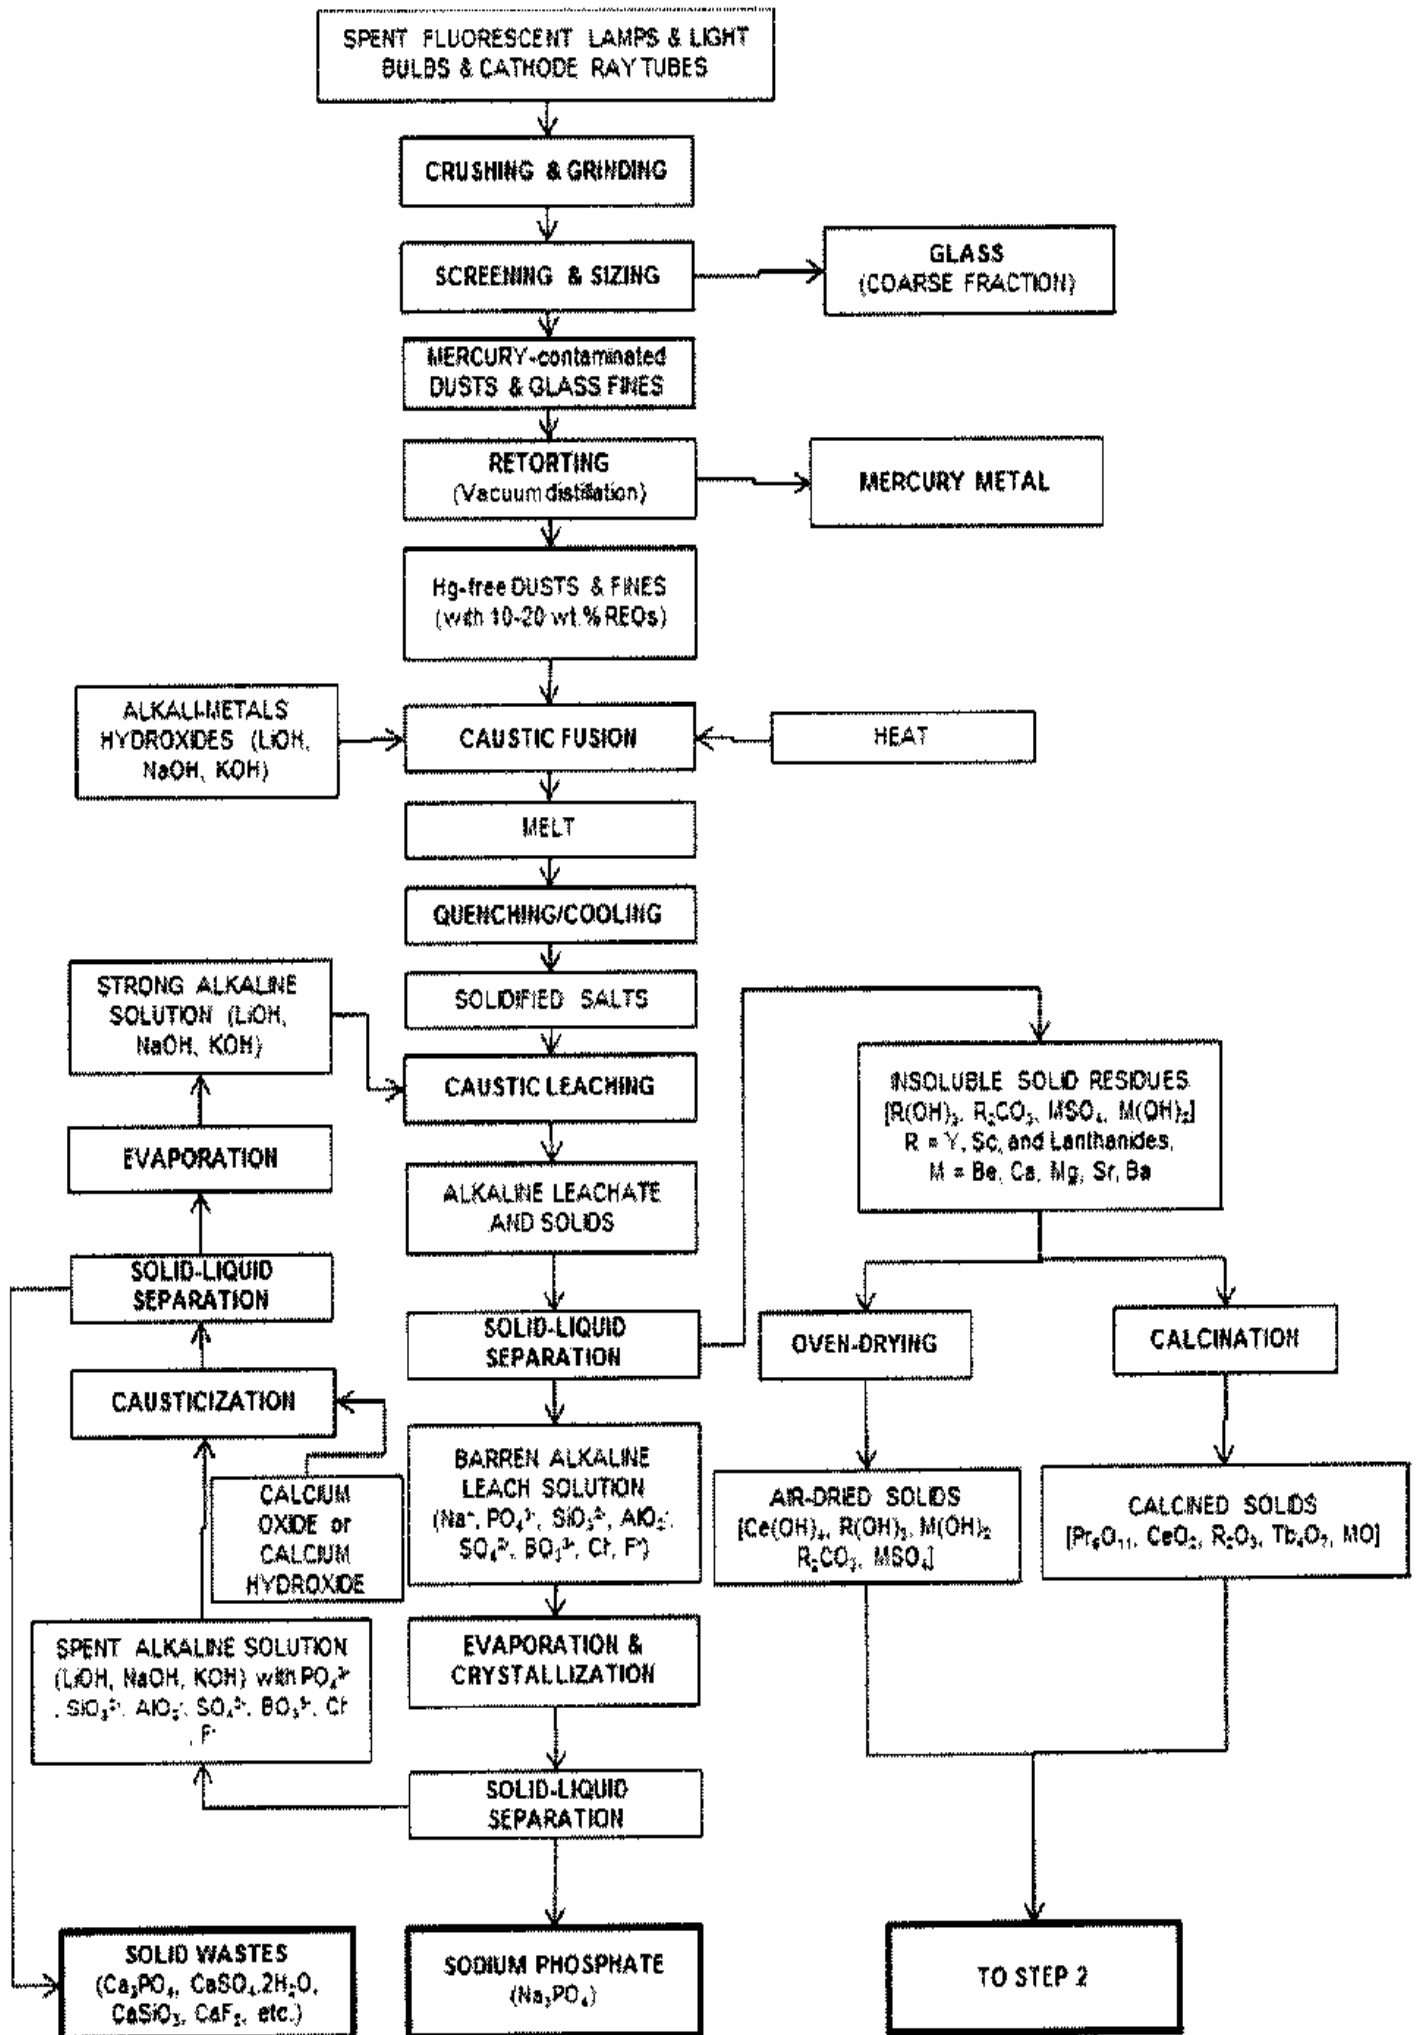 SPENT FLUORESCENT LAMPS & LIGHT
BULBS & CATHODE RAY TUBES
CRUSHING & GRINDING
SCREENING & SIZING
GLASS
(COARSE FRACTION)
MERCURY-contaminated
DUSTS & GLASS FINES
RETORTING
(Vacuum distillation)
MERCURY METAL
Hg-free DUSTS & FINES
(with 10-20 wt.% REOs)
ALKALI-METALS
HYDROXIDES (LiOH,
NaOH, KOH)
CAUSTIC FUSION
HEAT
MELT
QUENCHING/COOLING
SOLIDIFIED SALTS
STRONG ALKALINE
SOLUTION (LiOH,
NaOH, KOH)
CAUSTIC LEACHING
INSOLUBLE SOLID RESIDUES
[R(OH)₃, R₂CO₃, MSO₄, M(OH)₂]
R = Y, Sc, and Lanthanides,
M = Be, Ca, Mg, Sr, Ba
EVAPORATION
ALKALINE LEACHATE
AND SOLIDS
SOLID-LIQUID
SEPARATION
SOLID-LIQUID
SEPARATION
OVEN-DRYING
CALCINATION
CAUSTICIZATION
CALCIUM
OXIDE or
CALCIUM
HYDROXIDE
BARREN ALKALINE
LEACH SOLUTION
(Na⁺, PO₄³⁻, SiO₃²⁻, AlO₂⁻,
SO₄²⁻, BO₃³⁻, Cl⁻, F⁻)
AIR-DRIED SOLIDS
[Ce(OH)₄, R(OH)₃, M(OH)₂
R₂CO₃, MSO₄]
CALCINED SOLIDS
[Pr₆O₁₁, CeO₂, R₂O₃, Tb₄O₇, MO]
SPENT ALKALINE SOLUTION
(LiOH, NaOH, KOH) with PO₄³⁻
, SiO₃²⁻, AlO₂⁻, SO₄²⁻, BO₃³⁻, Cl⁻
, F⁻
EVAPORATION &
CRYSTALLIZATION
SOLID-LIQUID
SEPARATION
SOLID WASTES
(Ca₃PO₄, CaSO₄.2H₂O,
CaSiO₃, CaF₂, etc.)
SODIUM PHOSPHATE
(Na₃PO₄)
TO STEP 2